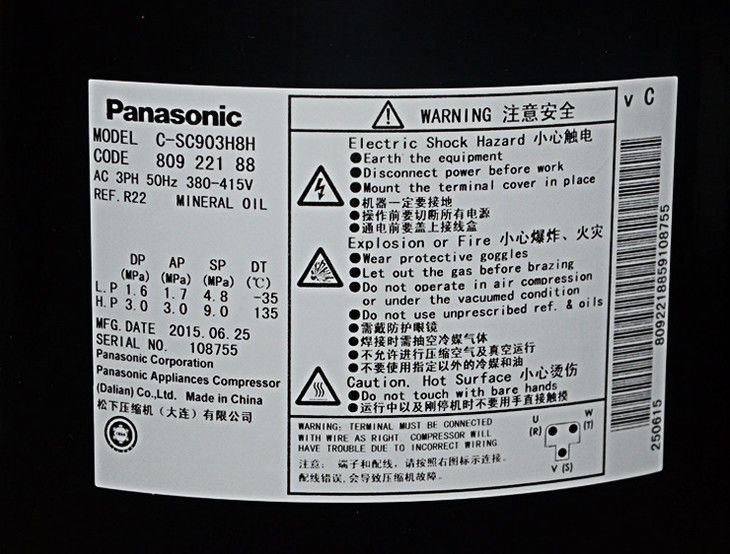 Panasonic
MODEL C-SC903H8H
CODE 809 221 88
AC 3PH 50Hz 380-415V
REF. R22 MINERAL OIL
DP AP SP DT
(MPa) (MPa) (MPa) (℃)
L.P 1.6 1.7 4.8 -35
H.P 3.0 3.0 9.0 135
MFG. DATE 2015.06.25
SERIAL NO. 108755
Panasonic Corporation
Panasonic Appliances Compressor
(Dalian) Co.,Ltd. Made in China
松下压缩机（大连）有限公司
WARNING 注意安全
Electric Shock Hazard 小心触电
●Earth the equipment
●Disconnect power before work
●Mount the terminal cover in place
●机器一定要接地
●操作前要切断所有电源
●通电前要盖上接线盒
Explosion or Fire 小心爆炸、火灾
●Wear protective goggles
●Let out the gas before brazing
●Do not operate in air compression
or under the vacuumed condition
●Do not use unprescribed ref. & oils
●需戴防护眼镜
●焊接时需抽空冷媒气体
●不允许进行压缩空气及真空运行
●不要使用指定以外的冷媒和油
Caution. Hot Surface 小心烫伤
●Do not touch with bare hands
●运行中以及刚停机时不要用手直接触摸
WARNING: TERMINAL MUST BE CONNECTED
WITH WIRE AS RIGHT. COMPRESSOR WILL
HAVE TROUBLE DUE TO INCORRECT WIRING.
注意: 端子和配线, 请按照右图标示连接。
配线错误, 会导致压缩机故障。
U W
(R) (T)
V (S)
V C
80922188859108755
250615